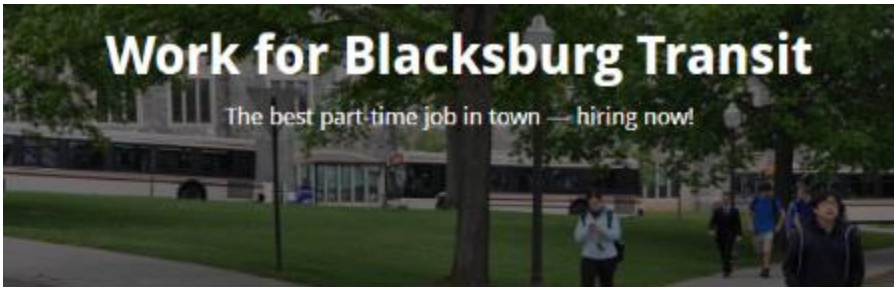 Work for Blacksburg Transit
The best part-time job in town — hiring now!